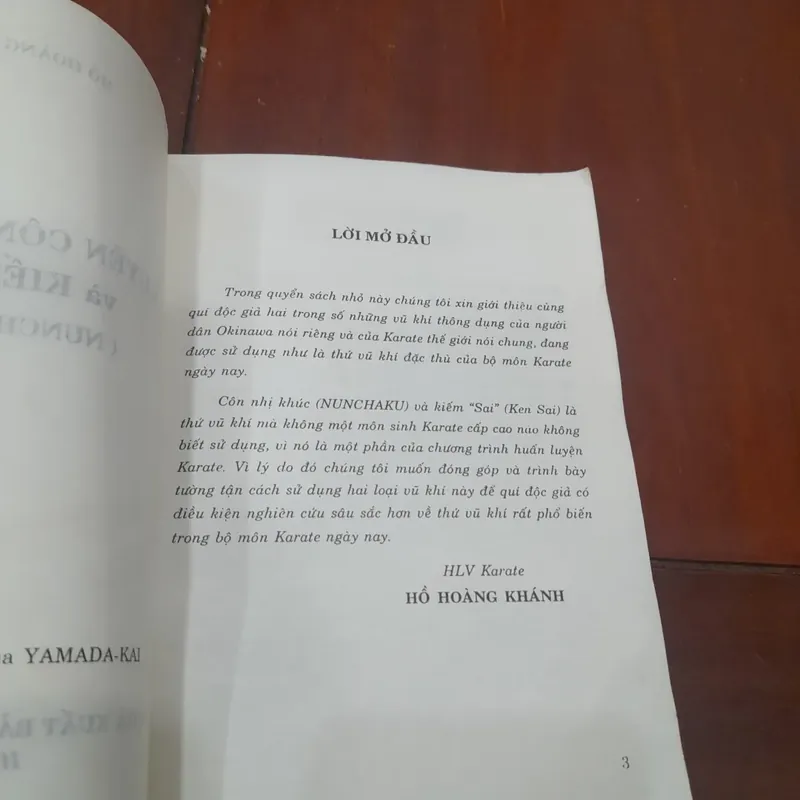 LỜI MỞ ĐẦU
Trong quyển sách nhỏ này chúng tôi xin giới thiệu cùng
quí độc giả hai trong số những vũ khí thông dụng của người
dân Okinawa nói riêng và của Karate thế giới nói chung, đang
được sử dụng như là thứ vũ khí đặc thù của bộ môn Karate
ngày nay.
Côn nhị khúc (NUNCHAKU) và kiếm “Sai” (Ken Sai) là
thứ vũ khí mà không một môn sinh Karate cấp cao nào không
biết sử dụng, vì nó là một phần của chương trình huấn luyện
Karate. Vì lý do đó chúng tôi muốn đóng góp và trình bày
tường tận cách sử dụng hai loại vũ khí này để quí độc giả có
điều kiện nghiên cứu sâu sắc hơn về thứ vũ khí rất phổ biến
trong bộ môn Karate ngày nay.
HLV Karate
HỒ HOÀNG KHÁNH
YAMADA-KAI
3